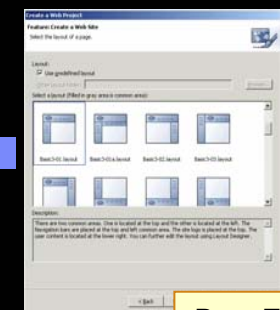 Create a Web Project
Feature: Create a Web Site
Select the layout of a page.
Layout:
Use predefined layout
Select a layout (Filled in gray area is common area):
Basic3-01 layout Basic3-01a layout Basic3-02 layout Basic3-03 layout
Description:
There are two common areas. One is located at the top and the other is located at the left. The
Navigation bars are placed at the top and left common area. The site logo is placed at the top. The
user content is located at the lower right. You can further edit the layout using Layout Designer.
< Back